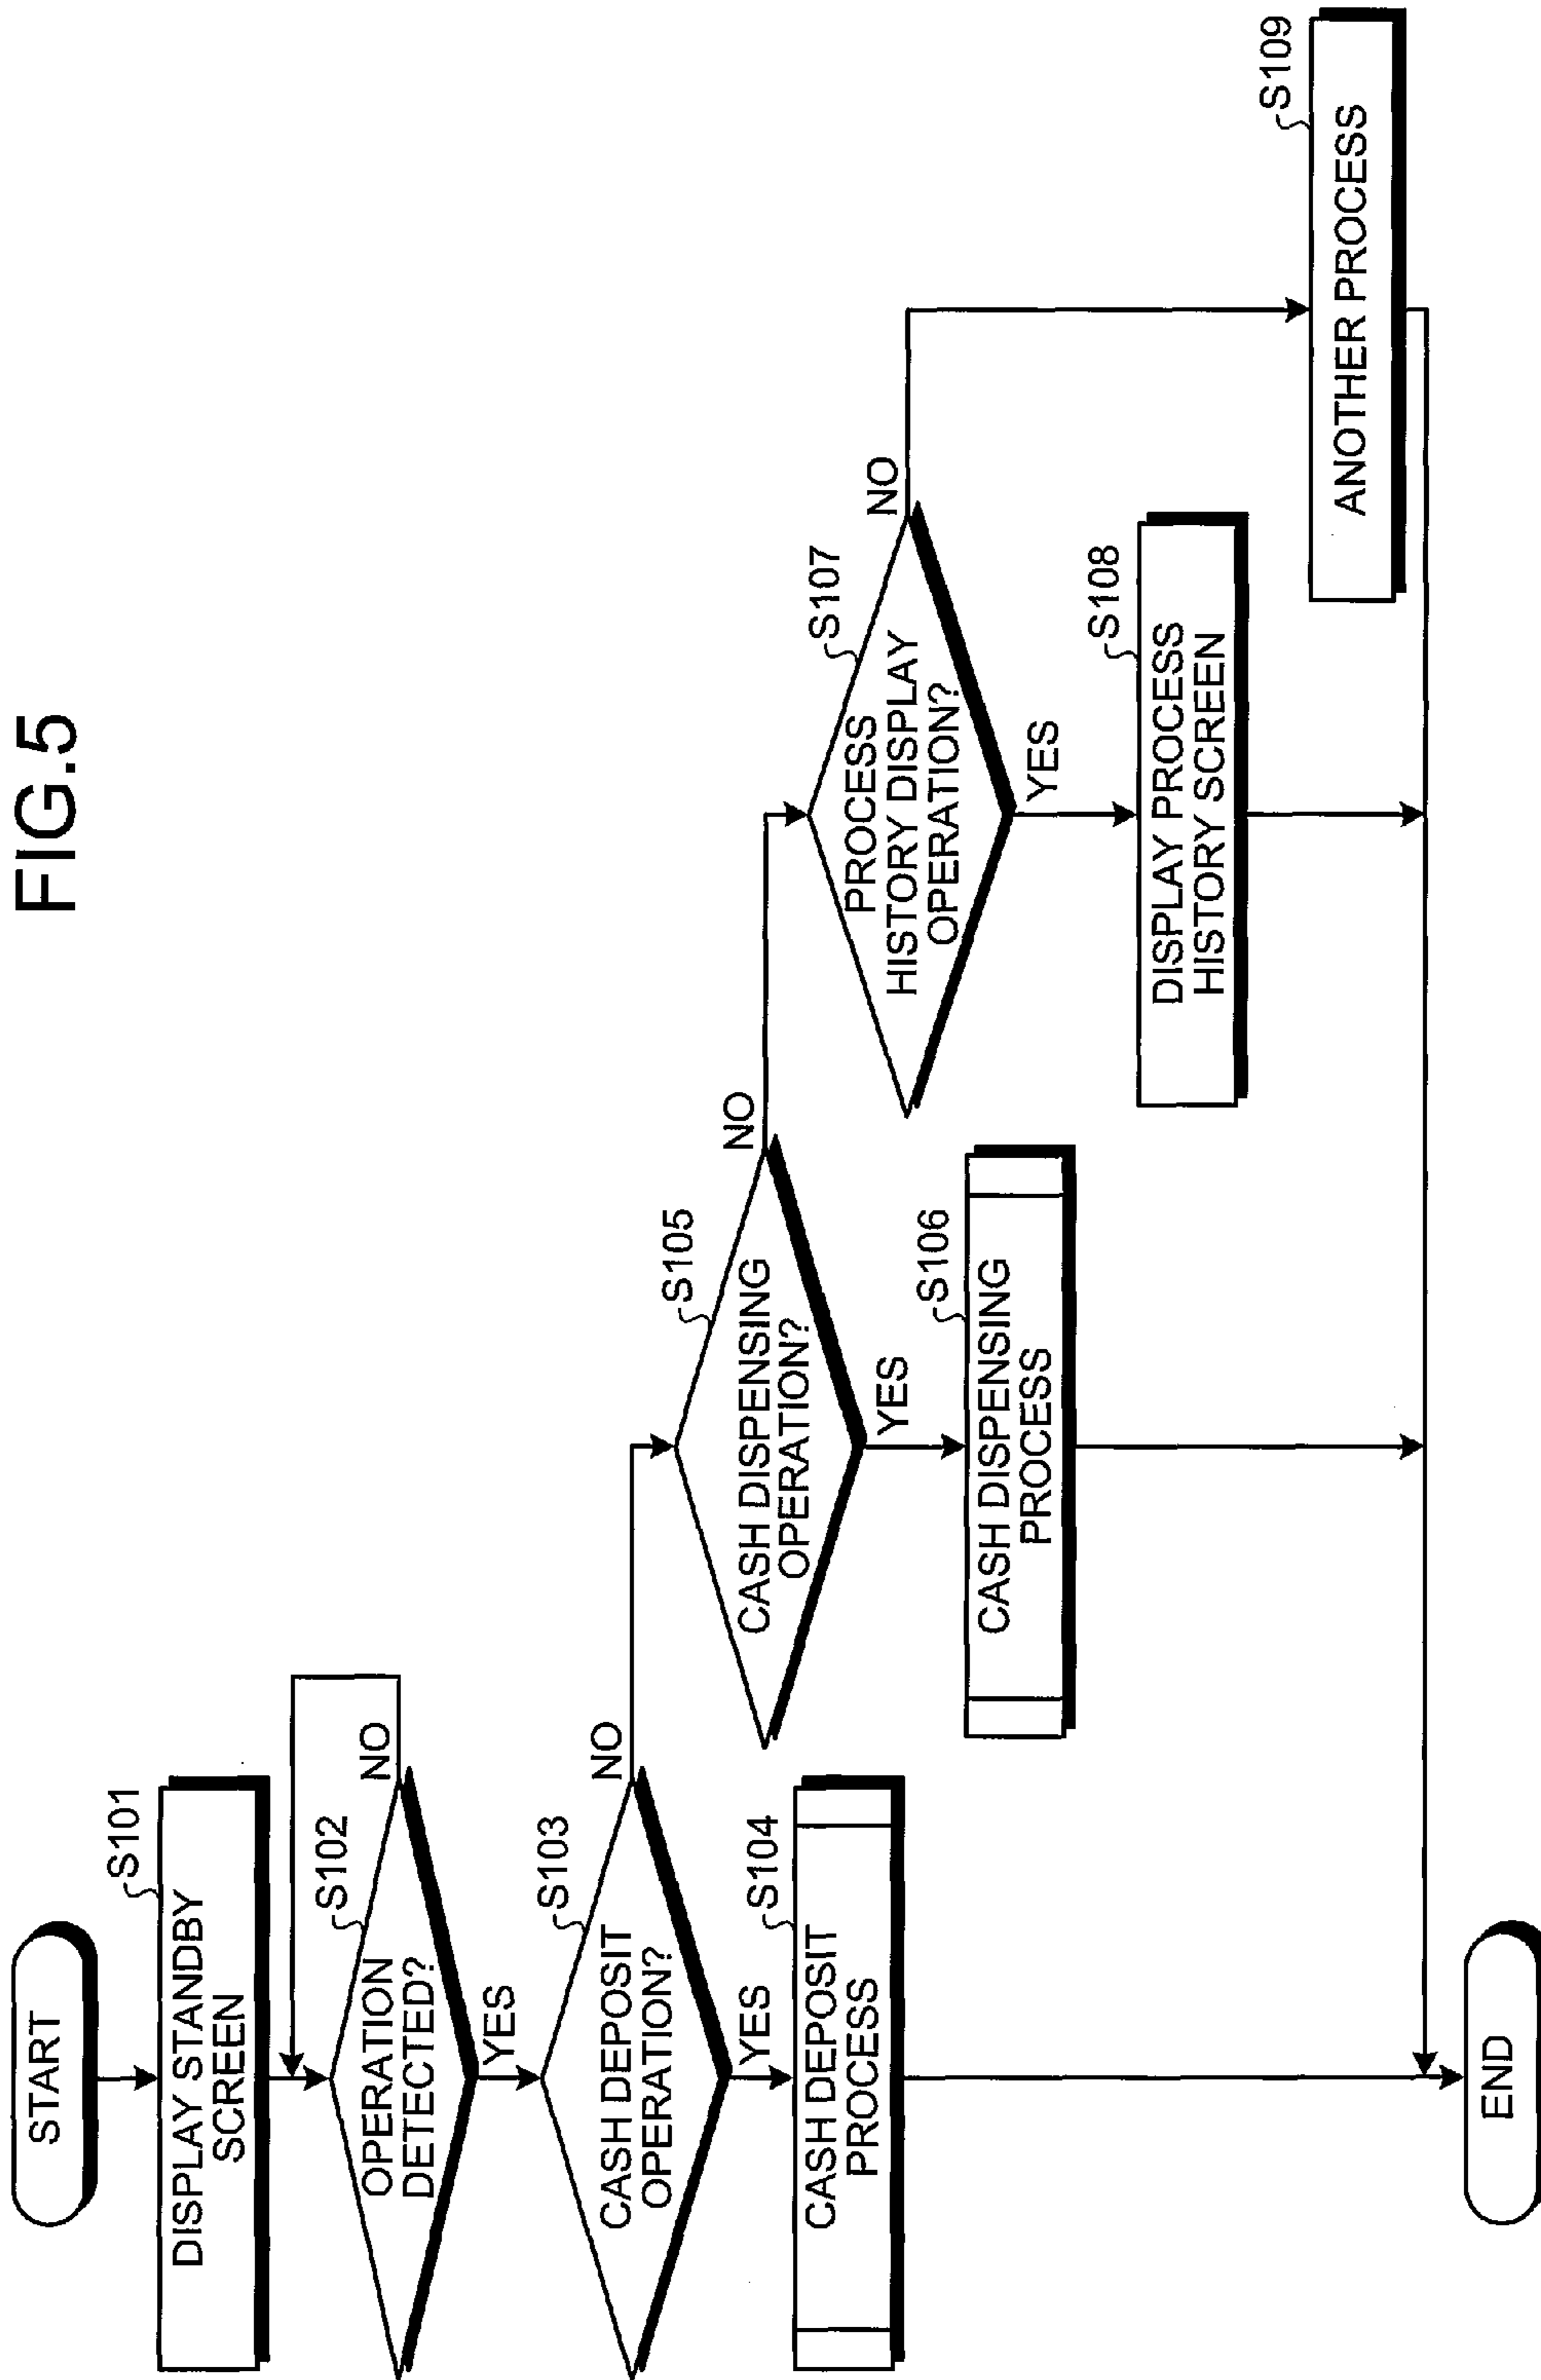 FIG.5
START
S101
DISPLAY STANDBY
SCREEN
S102
OPERATION
DETECTED?
NO
YES
S103
CASH DEPOSIT
OPERATION?
NO
YES
S104
CASH DEPOSIT
PROCESS
S105
CASH DISPENSING
OPERATION?
NO
YES
S106
CASH DISPENSING
PROCESS
S107
PROCESS
HISTORY DISPLAY
OPERATION?
NO
YES
S108
DISPLAY PROCESS
HISTORY SCREEN
S109
ANOTHER PROCESS
END